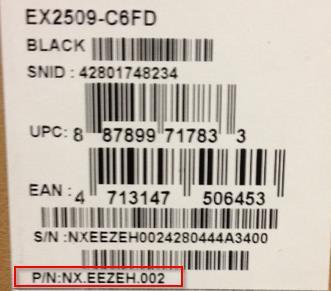 EX2509-C6FD
BLACK
SNID : 42801748234
UPC: 8 87899 71783 3
EAN : 4 713147 506453
S/N :NXEEZEH0024280444A3400
P/N:NX.EEZEH.002